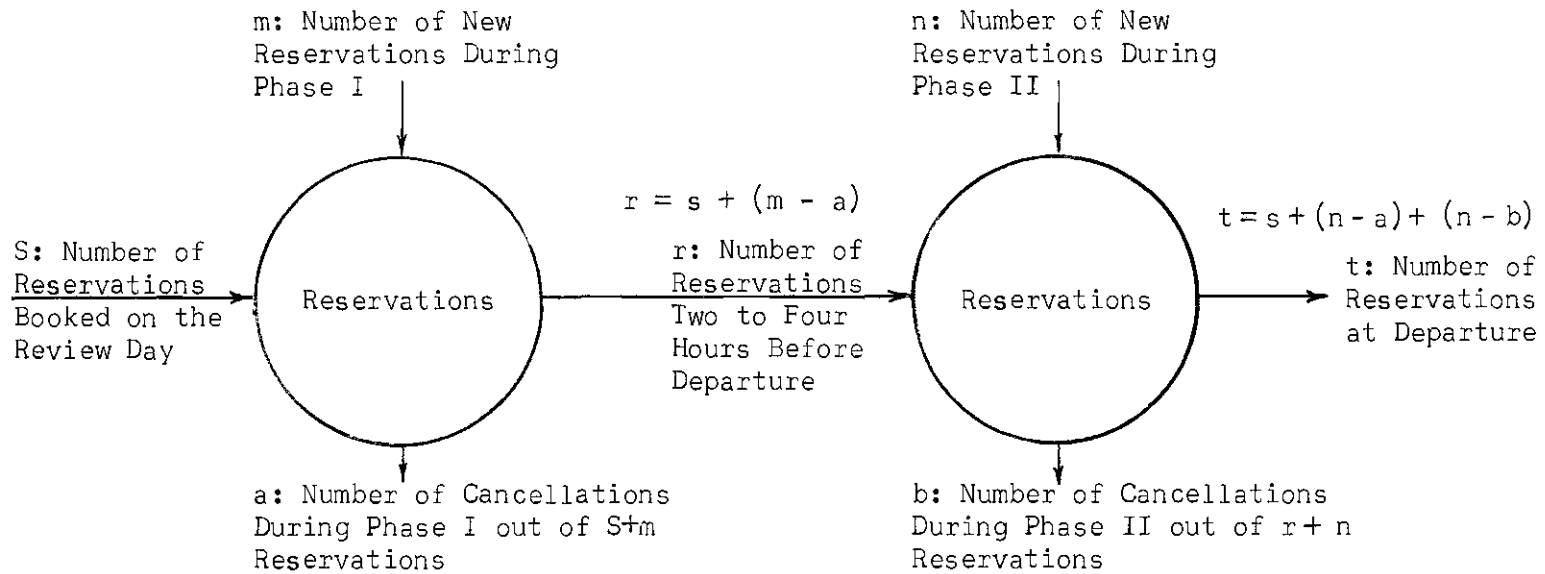 m: Number of New
Reservations During
Phase I
n: Number of New
Reservations During
Phase II
r = s + (m - a)
t = s + (n - a) + (n - b)
S: Number of
Reservations
Booked on the
Review Day
Reservations
r: Number of
Reservations
Two to Four
Hours Before
Departure
Reservations
t: Number of
Reservations
at Departure
a: Number of Cancellations
During Phase I out of S+m
Reservations
b: Number of Cancellations
During Phase II out of r + n
Reservations